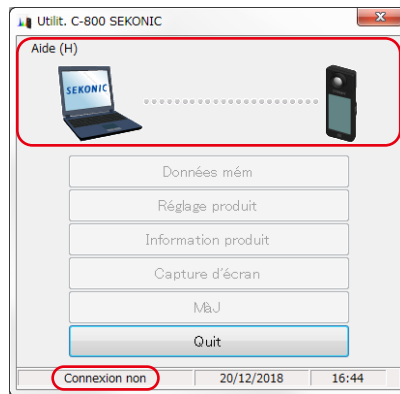 Utilit. C-800 SEKONIC
Aide (H)
SEKONIC
Données mém
Réglage produit
Information produit
Capture d'écran
MàJ
Quit
Connexion non 20/12/2018 16:44